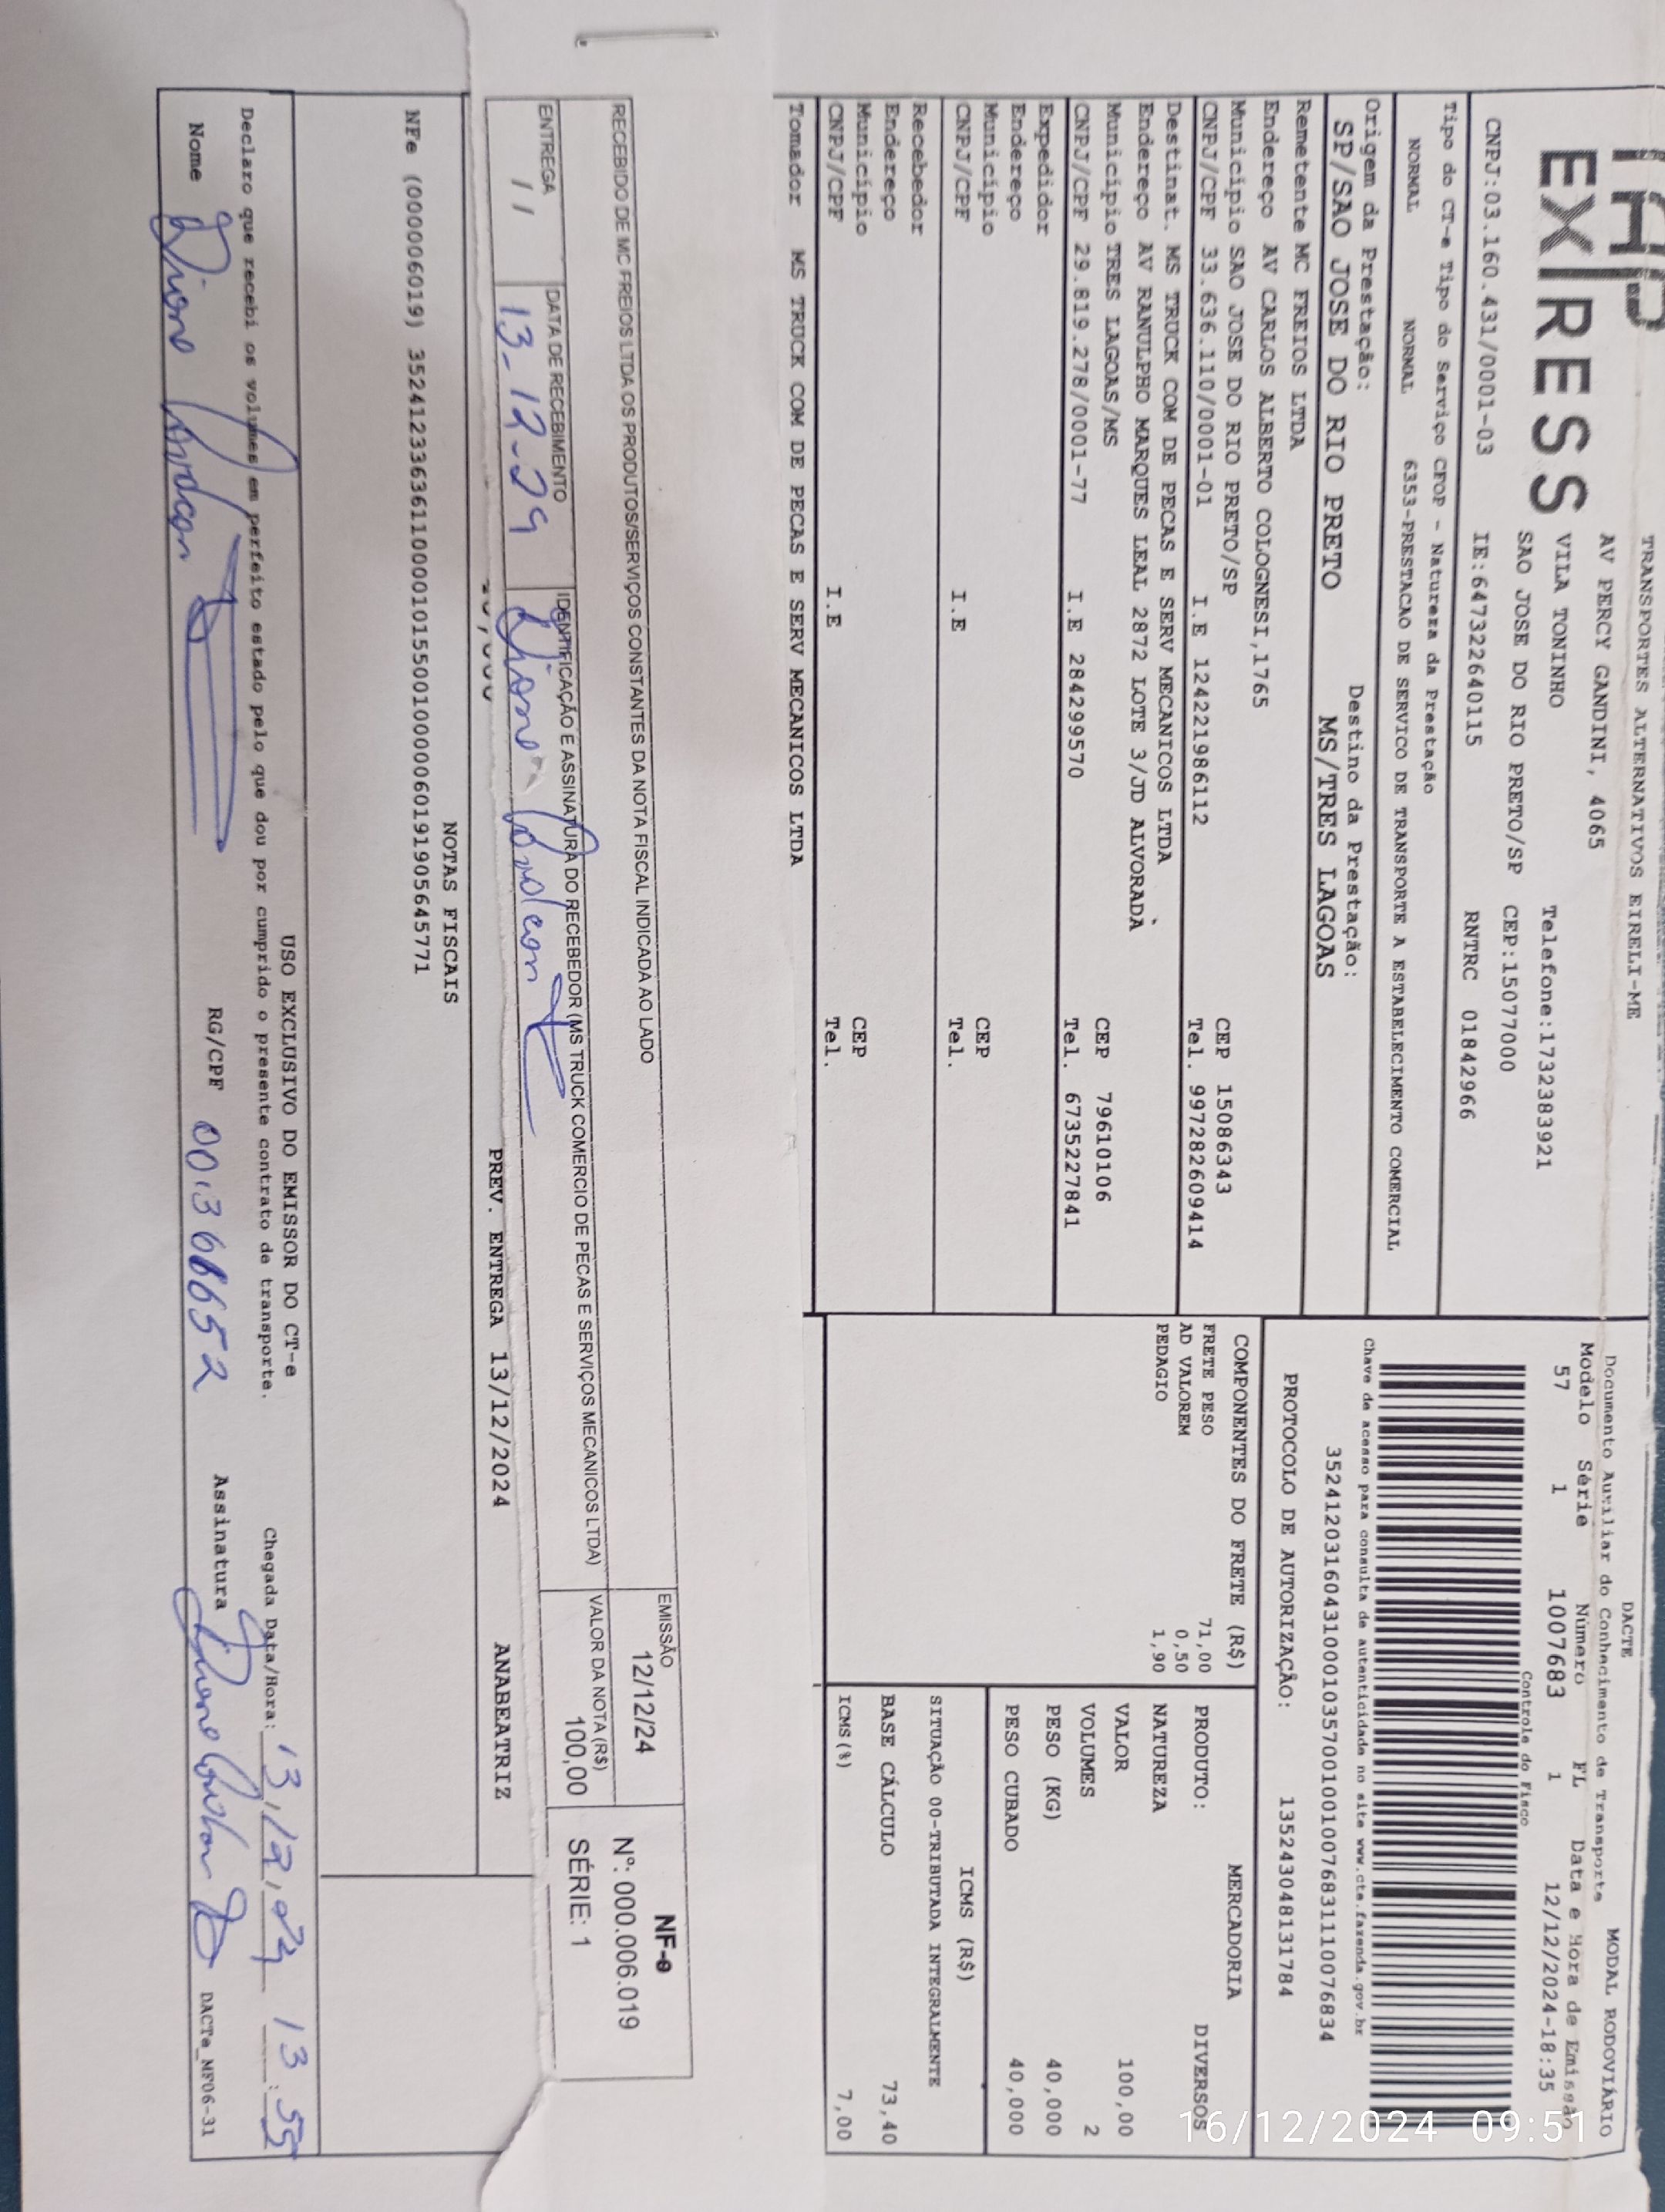 TRANSPORTES ALTERNATIVOS EIRELI-ME
EX RESS
AV PERCY GANDINI, 4065
VILA TONINHO
Telefone:1732383921
SAO JOSE DO RIO PRETO/SP CEP:15077000
CNPJ:03.160.431/0001-03 IE:647322640115 RNTRC 01842966
DACTE MODAL RODOVIÁRIO
Documento Auxiliar do Conhecimento de Transporte
Modelo Série Número FL Data e Hora de Emissão
57 1 1007683 1 12/12/2024-18:35
Controle do Fisco
Chave de acesso para consulta de autenticidade no site www.cte.fazenda.gov.br
35241203160431000103570010010076831110076834
PROTOCOLO DE AUTORIZAÇÃO: 135243048131784
Tipo do CT-e Tipo do Serviço CFOP - Natureza da Prestação
NORMAL NORMAL 6353-PRESTACAO DE SERVICO DE TRANSPORTE A ESTABELECIMENTO COMERCIAL
Origem da Prestação: Destino da Prestação:
SP/SAO JOSE DO RIO PRETO MS/TRES LAGOAS
Remetente MC FREIOS LTDA
Endereço AV CARLOS ALBERTO COLOGNESI,1765
Município SAO JOSE DO RIO PRETO/SP CEP 15086343
CNPJ/CPF 33.636.110/0001-01 I.E 124221986112 Tel. 997282609414
Destinat. MS TRUCK COM DE PECAS E SERV MECANICOS LTDA
Endereço AV RANULPHO MARQUES LEAL 2872 LOTE 3/JD ALVORADA
Município TRES LAGOAS/MS CEP 79610106
CNPJ/CPF 29.819.278/0001-77 I.E 284299570 Tel. 6735227841
Expedidor
Endereço
Município CEP
CNPJ/CPF I.E Tel.
Recebedor
Endereço
Município CEP
CNPJ/CPF I.E Tel.
Tomador MS TRUCK COM DE PECAS E SERV MECANICOS LTDA
COMPONENTES DO FRETE (R$)
FRETE PESO 71,00
AD VALOREM 0,50
PEDAGIO 1,90
MERCADORIA
PRODUTO: DIVERSOS
NATUREZA
VALOR 100,00
VOLUMES 2
PESO (KG) 40,000
PESO CUBADO 40,000
ICMS (R$)
SITUAÇÃO 00-TRIBUTADA INTEGRALMENTE
BASE CÁLCULO 73,40
ICMS(%) 7,00
RECEBIDO DE MC FREIOS LTDA OS PRODUTOS/SERVIÇOS CONSTANTES DA NOTA FISCAL INDICADA AO LADO
EMISSÃO
12/12/24
VALOR DA NOTA (R$)
100,00
NF-e
Nº: 000.006.019
SÉRIE: 1
ENTREGA DATA DE RECEBIMENTO IDENTIFICAÇÃO E ASSINATURA DO RECEBEDOR (MS TRUCK COMERCIO DE PECAS E SERVIÇOS MECANICOS LTDA)
/ / 13-12-24
PREV. ENTREGA 13/12/2024 ANABEATRIZ
NOTAS FISCAIS
NFe (000006019) 35241233636110000101550010000060191905645771
USO EXCLUSIVO DO EMISSOR DO CT-e
Declaro que recebi os volumes em perfeito estado pelo que dou por cumprido o presente contrato de transporte.
Chegada Data/Hora: 13/12/24 13:55
Nome RG/CPF Assinatura
DACTe_NF06-31
16/12/2024 09:51